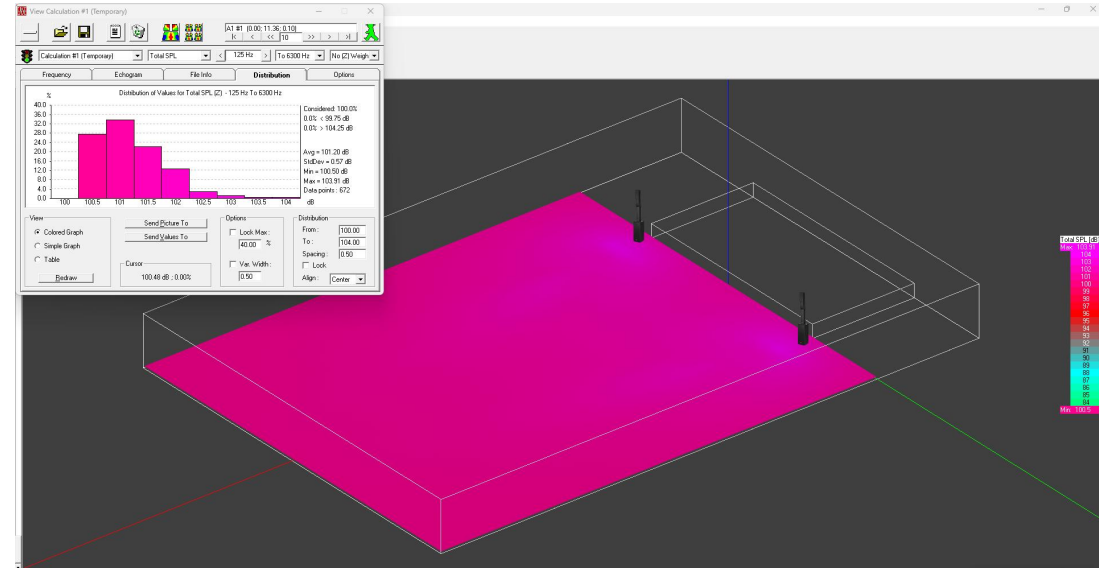 View Calculation #1 (Temporary)
A1 #1 (0.00; 11.36; 0.10)
|< < << 10 >> > >|
Calculation #1 (Temporary) Total SPL < 125 Hz > To 6300 Hz No (Z) Weigh
Frequency Echogram File Info Distribution Options
% Distribution of Values for Total SPL (Z) - 125 Hz To 6300 Hz
40.0
36.0
32.0
28.0
24.0
20.0
16.0
12.0
8.0
4.0
0.0
100 100.5 101 101.5 102 102.5 103 103.5 104 dB
Considered: 100.0%
0.0% < 99.75 dB
0.0% > 104.25 dB
Avg = 101.20 dB
StdDev = 0.57 dB
Min = 100.50 dB
Max = 103.91 dB
Data points : 672
View
Colored Graph
Simple Graph
Table
Redraw
Send Picture To
Send Values To
Cursor
100.48 dB ; 0.00%
Options
Lock Max :
40.00 %
Var. Width :
0.50
Distribution
From : 100.00
To : 104.00
Spacing : 0.50
Lock
Align : Center
Total SPL [dB
Max: 103.91
104
103
102
101
100
99
98
97
96
95
94
93
92
91
90
89
88
87
86
85
84
Min: 100.5